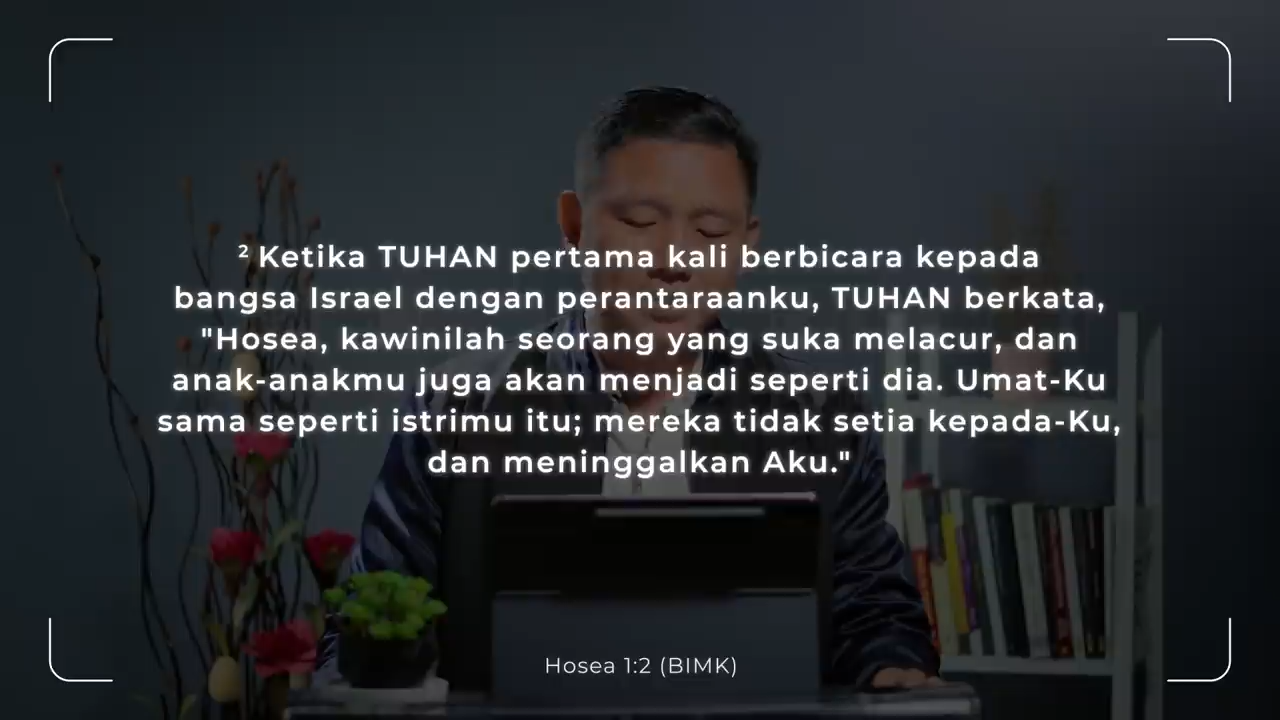 ² Ketika TUHAN pertama kali berbicara kepada
bangsa Israel dengan perantaraanku, TUHAN berkata,
"Hosea, kawinilah seorang yang suka melacur, dan
anak-anakmu juga akan menjadi seperti dia. Umat-Ku
sama seperti istrimu itu; mereka tidak setia kepada-Ku,
dan meninggalkan Aku."
Hosea 1:2 (BIMK)